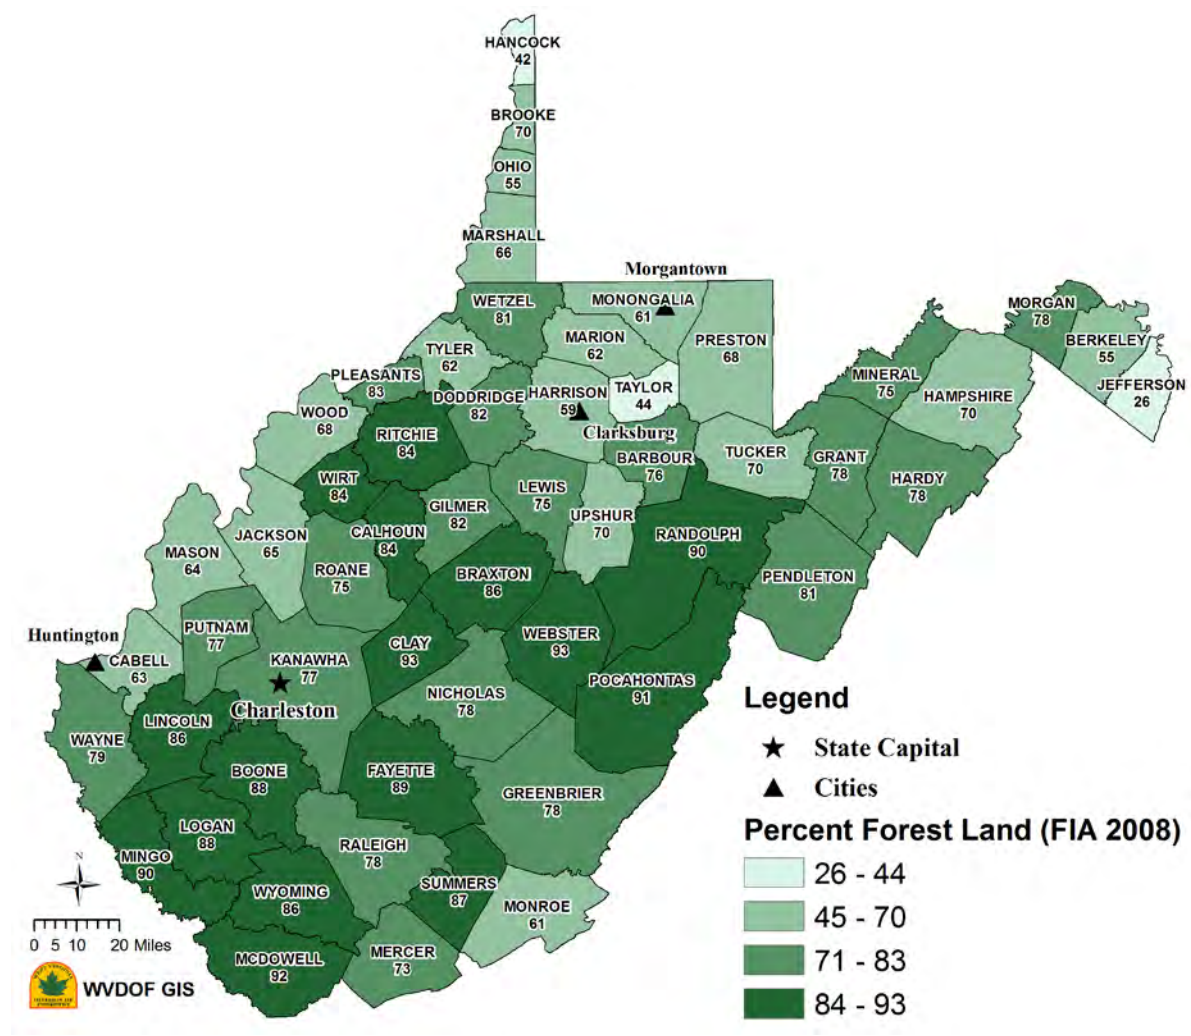 HANCOCK
42
BROOKE
70
OHIO
55
MARSHALL
66
Morgantown
WETZEL
81
MONONGALIA
61
MORGAN
78
MARION
62
PRESTON
68
BERKELEY
55
TYLER
62
PLEASANTS
83
MINERAL
75
JEFFERSON
26
DODDRIDGE
82
HARRISON
59
TAYLOR
44
HAMPSHIRE
70
WOOD
68
RITCHIE
84
Clarksburg
BARBOUR
76
TUCKER
70
GRANT
78
HARDY
78
WIRT
84
LEWIS
75
GILMER
82
UPSHUR
70
JACKSON
65
CALHOUN
84
RANDOLPH
90
MASON
64
ROANE
75
BRAXTON
86
PENDLETON
81
Huntington
PUTNAM
77
CLAY
93
WEBSTER
93
CABELL
63
KANAWHA
77
POCAHONTAS
91
NICHOLAS
78
Charleston
LINCOLN
86
WAYNE
79
BOONE
88
FAYETTE
89
GREENBRIER
78
LOGAN
88
RALEIGH
78
MINGO
90
WYOMING
86
SUMMERS
87
MONROE
61
MCDOWELL
92
MERCER
73
Legend
State Capital
Cities
Percent Forest Land (FIA 2008)
26 - 44
45 - 70
71 - 83
84 - 93
N
0 5 10 20 Miles
WVDOF GIS